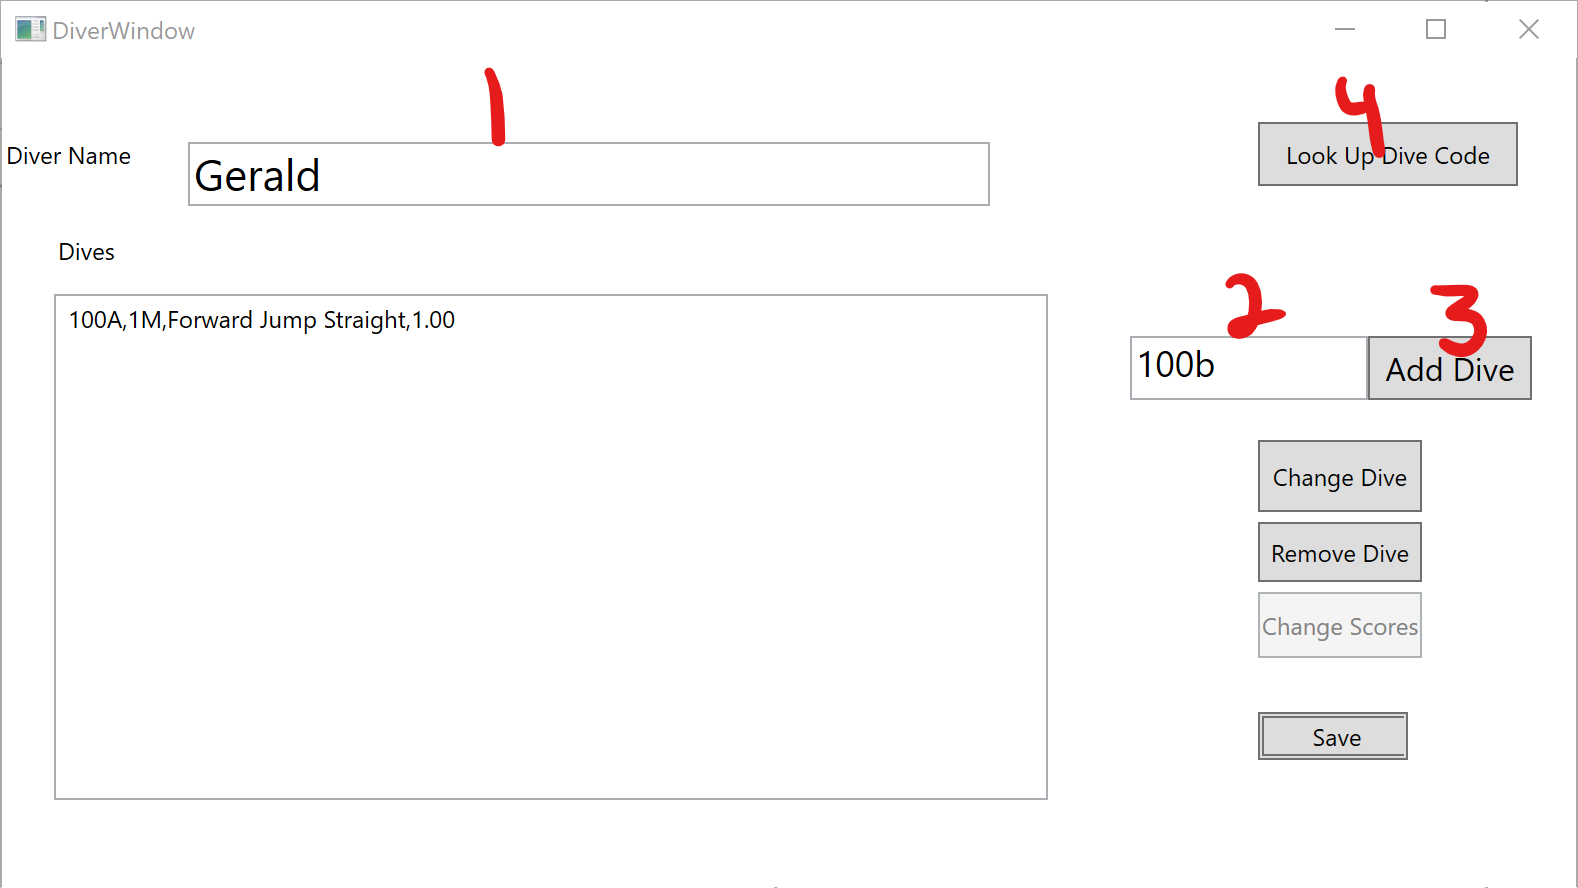 DiverWindow
1
4
Diver Name
Gerald
Look Up Dive Code
Dives
100A,1M,Forward Jump Straight,1.00
2
3
100b
Add Dive
Change Dive
Remove Dive
Change Scores
Save